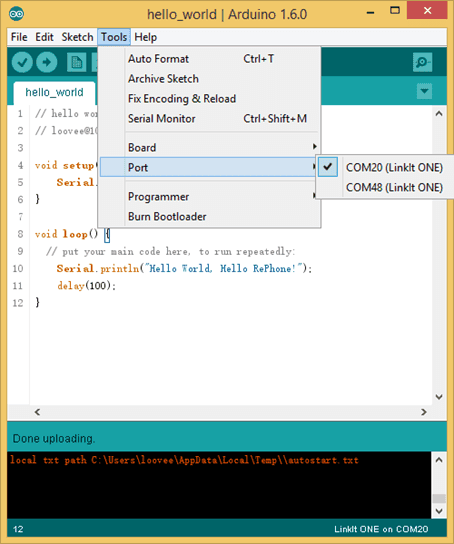 hello_world | Arduino 1.6.0
File Edit Sketch Tools Help
hello_world
Auto Format Ctrl+T
Archive Sketch
Fix Encoding & Reload
Serial Monitor Ctrl+Shift+M
Board
Port
COM20 (LinkIt ONE)
COM48 (LinkIt ONE)
Programmer
Burn Bootloader
1 // hello wor
2 // loovee@10
3
4 void setup(
5 Serial.
6 }
7
8 void loop() {
9 // put your main code here, to run repeatedly:
10 Serial.println("Hello World, Hello RePhone!");
11 delay(100);
12 }
Done uploading.
local txt path C:\Users\loovee\AppData\Local\Temp\\autostart.txt
12 LinkIt ONE on COM20